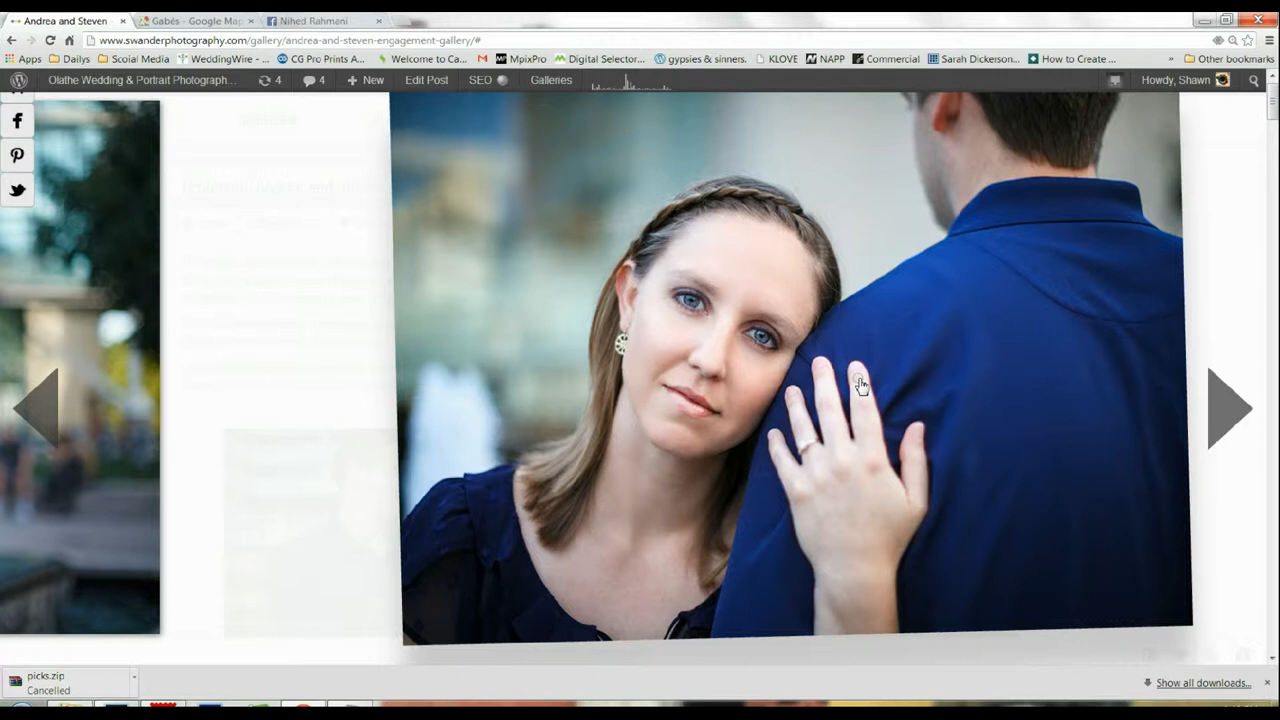 Andrea and Steven
Gabès - Google Map
Nihed Rahmani
www.swanderphotography.com/gallery/andrea-and-steven-engagement-gallery/#
Apps Dailys Scoial Media WeddingWire -... CG Pro Prints A... Welcome to Ca... MpixPro Digital Selector... gypsies & sinners. KLOVE NAPP Commercial Sarah Dickerson... How to Create ... » Other bookmarks
Olathe Wedding & Portrait Photograph... 4 4 + New Edit Post SEO Galleries Howdy, Shawn
picks.zip
Cancelled
Show all downloads...